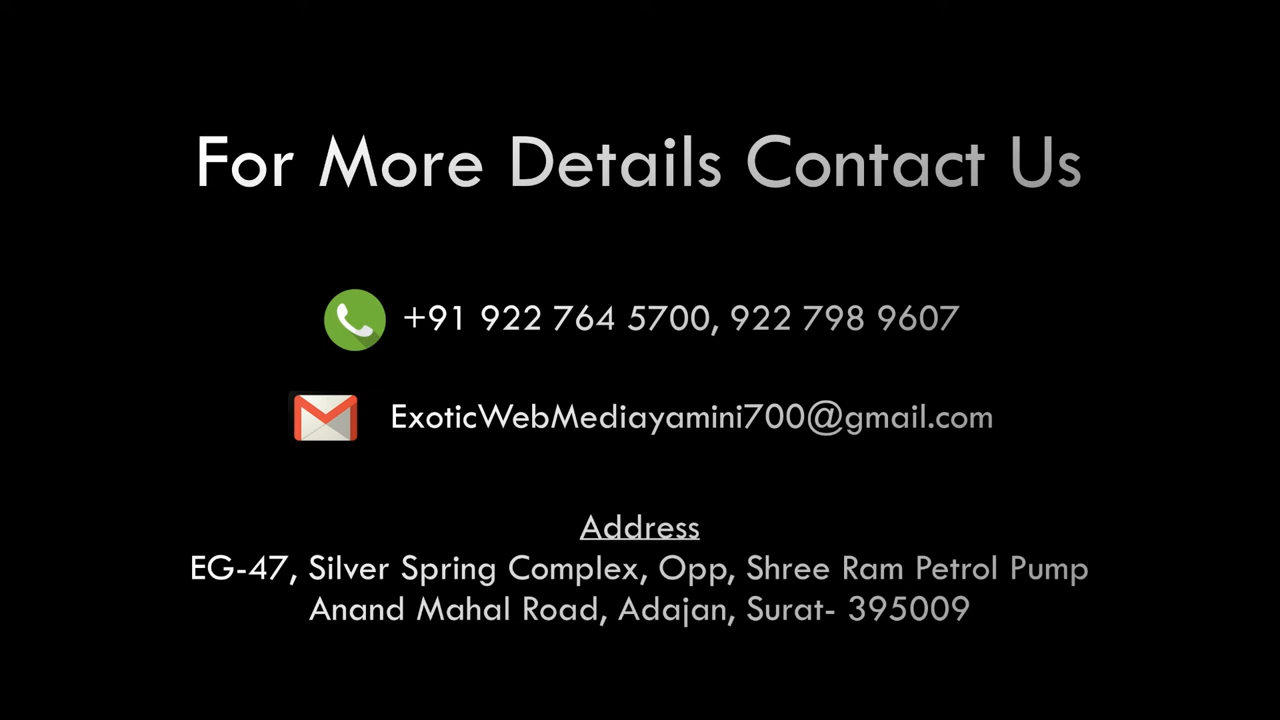 For More Details Contact Us
+91 922 764 5700, 922 798 9607
ExoticWebMediayamini700@gmail.com
Address
EG-47, Silver Spring Complex, Opp, Shree Ram Petrol Pump
Anand Mahal Road, Adajan, Surat- 395009